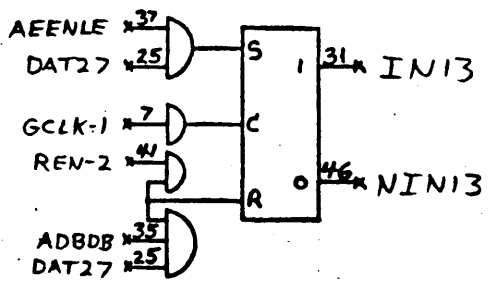 AEENLE 37
DAT27 25
S
1 31 IN13
GCLK-1 7
C
REN-2 41
R
0 46 NIN13
ADBDB 35
DAT27 25